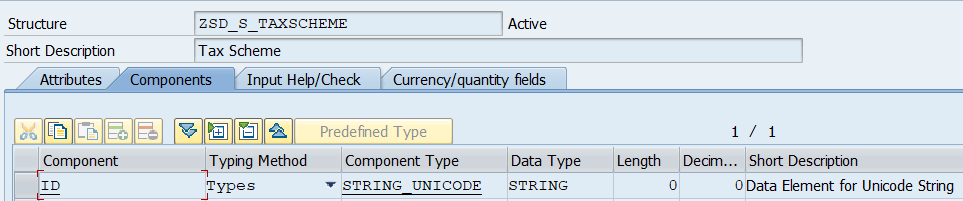 Structure ZSD_S_TAXSCHEME Active
Short Description Tax Scheme
Attributes Components Input Help/Check Currency/quantity fields
Predefined Type 1 / 1
Component Typing Method Component Type Data Type Length Decim... Short Description
ID Types STRING_UNICODE STRING 0 0 Data Element for Unicode String